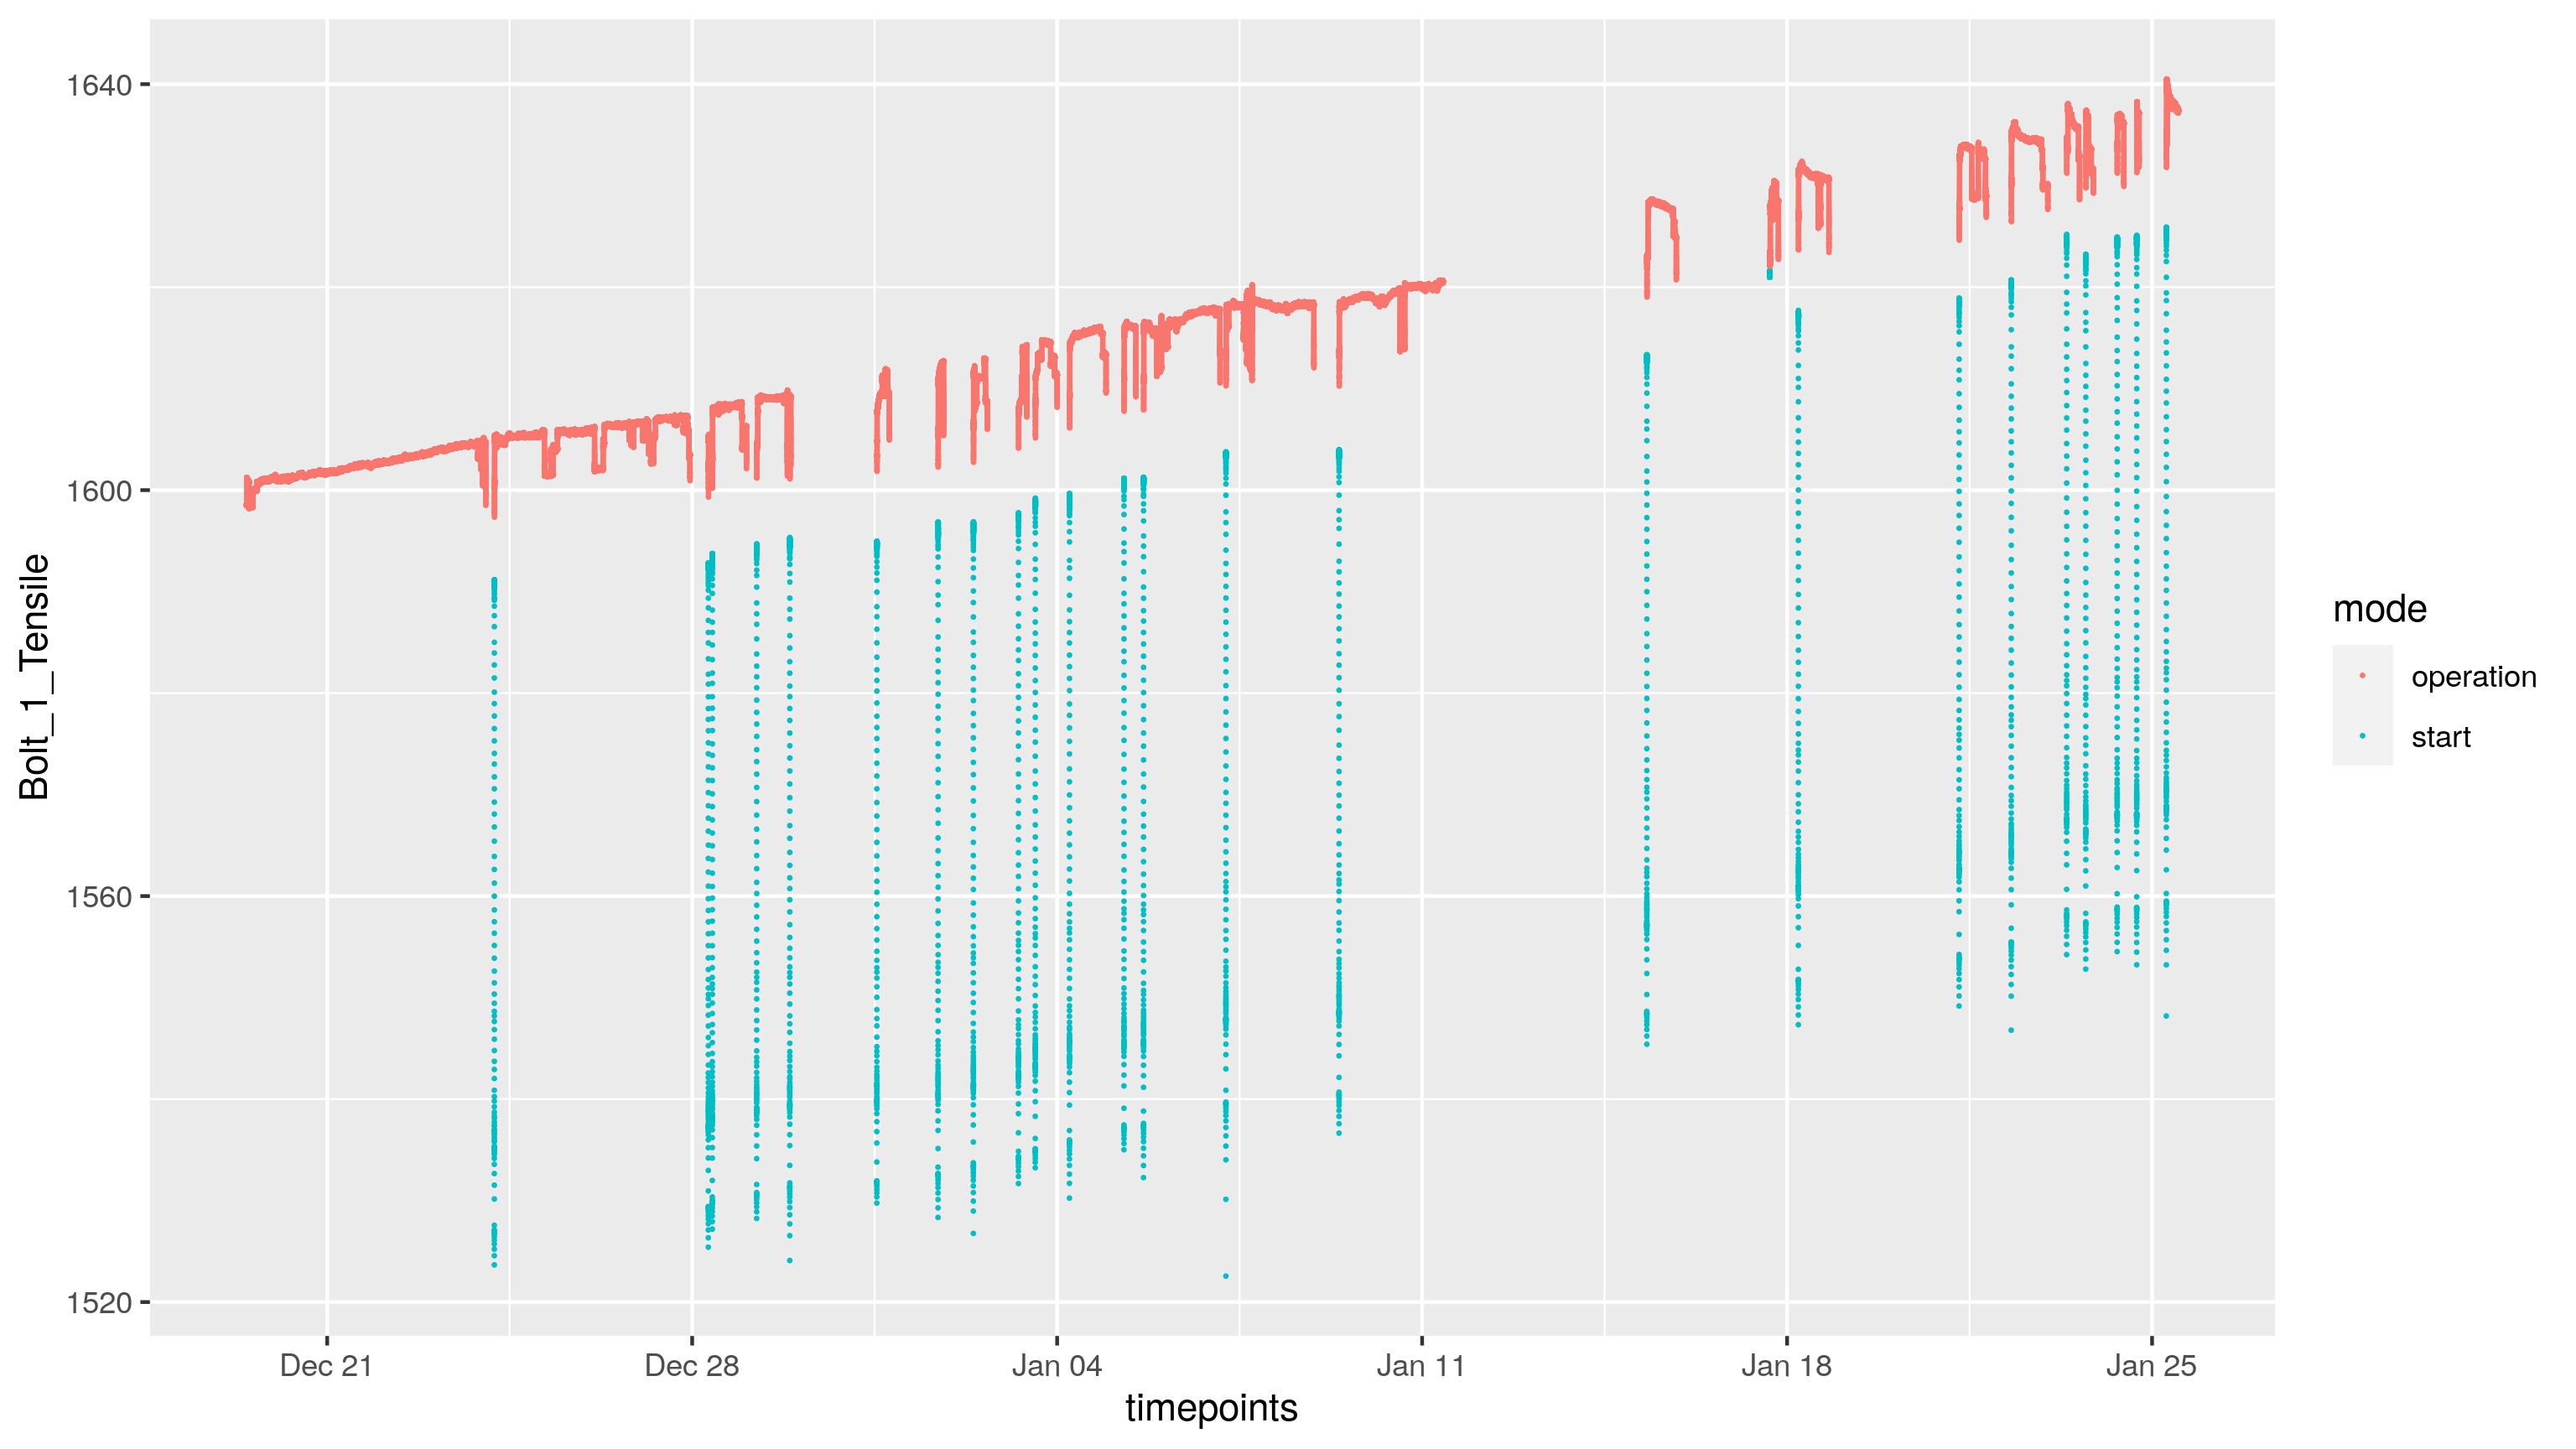 Bolt_1_Tensile
1640
1600
1560
1520
Dec 21
Dec 28
Jan 04
Jan 11
Jan 18
Jan 25
timepoints
mode
operation
start